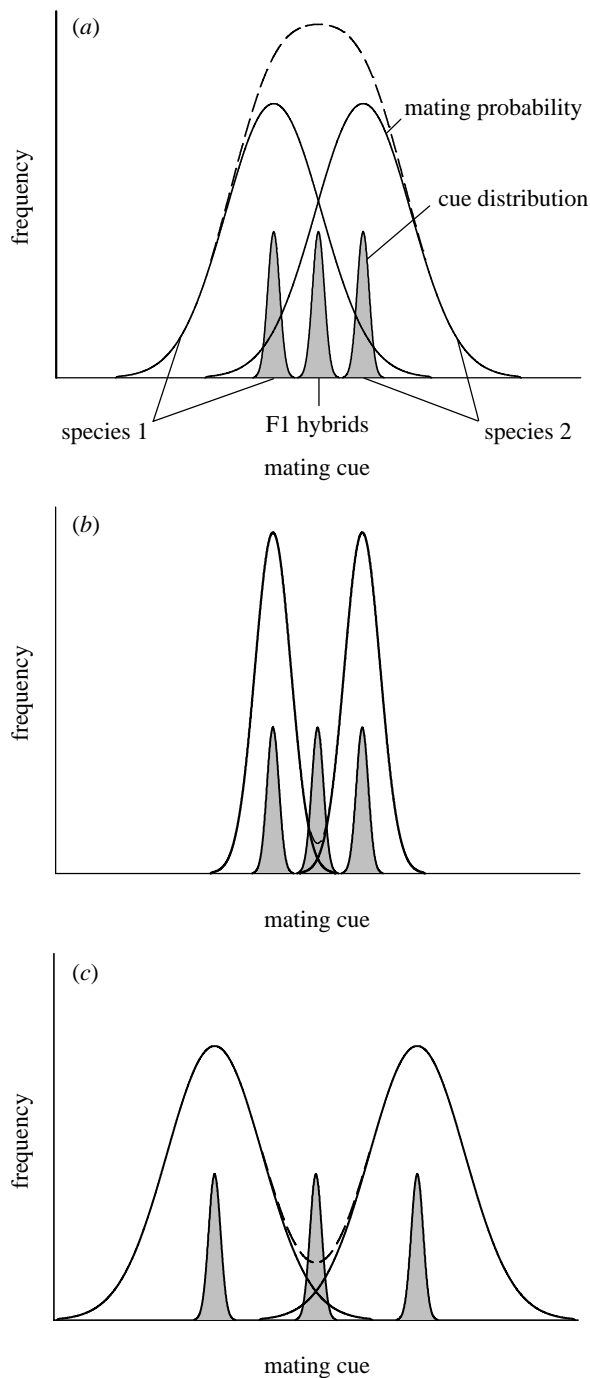 (a)
mating probability
cue distribution
frequency
species 1
F1 hybrids
species 2
mating cue
(b)
frequency
mating cue
(c)
frequency
mating cue